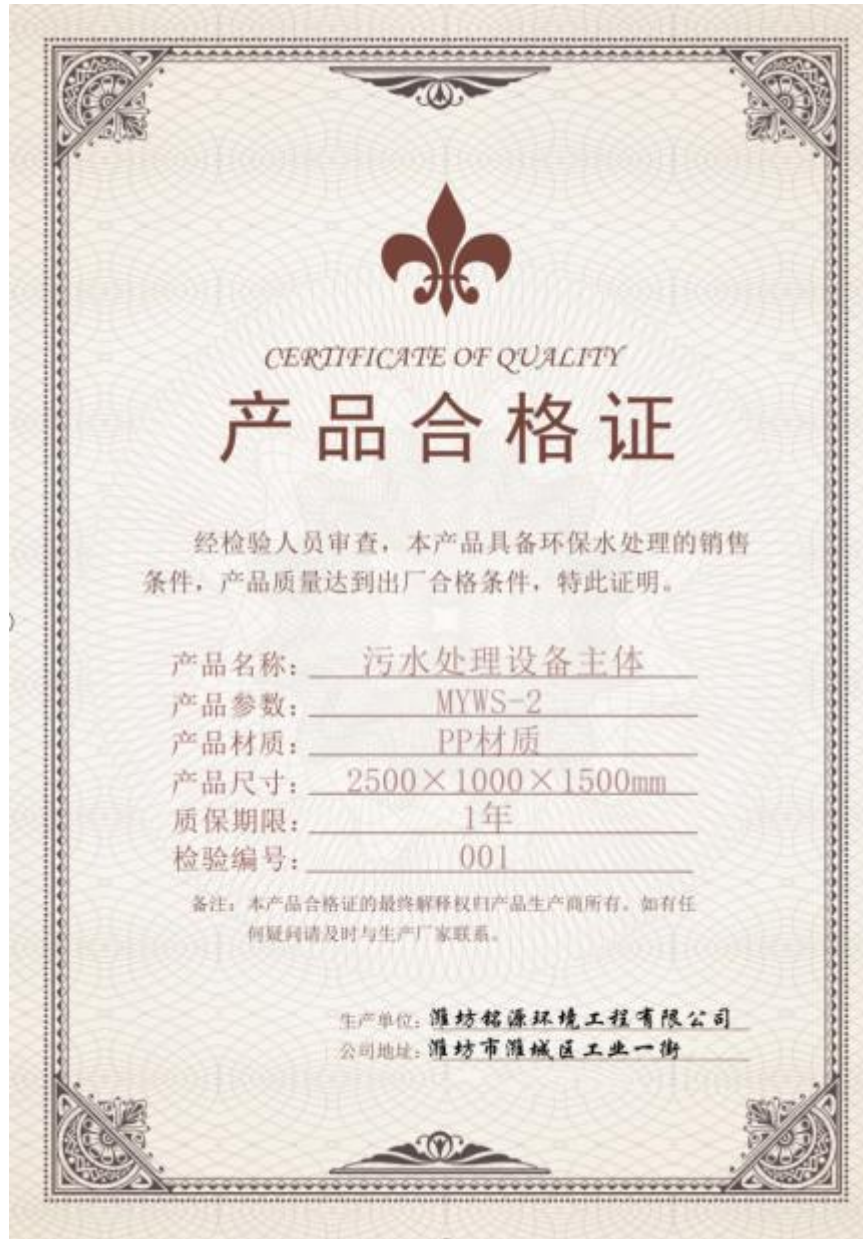 CERTIFICATE OF QUALITY
产品合格证
经检验人员审查，本产品具备环保水处理的销售
条件，产品质量达到出厂合格条件，特此证明。
产品名称：污水处理设备主体
产品参数：MYWS-2
产品材质：PP材质
产品尺寸：2500×1000×1500mm
质保期限：1年
检验编号：001
备注：本产品合格证的最终解释权归产品生产商所有。如有任
何疑问请及时与生产厂家联系。
生产单位：潍坊铭源环境工程有限公司
公司地址：潍坊市潍城区工业一街